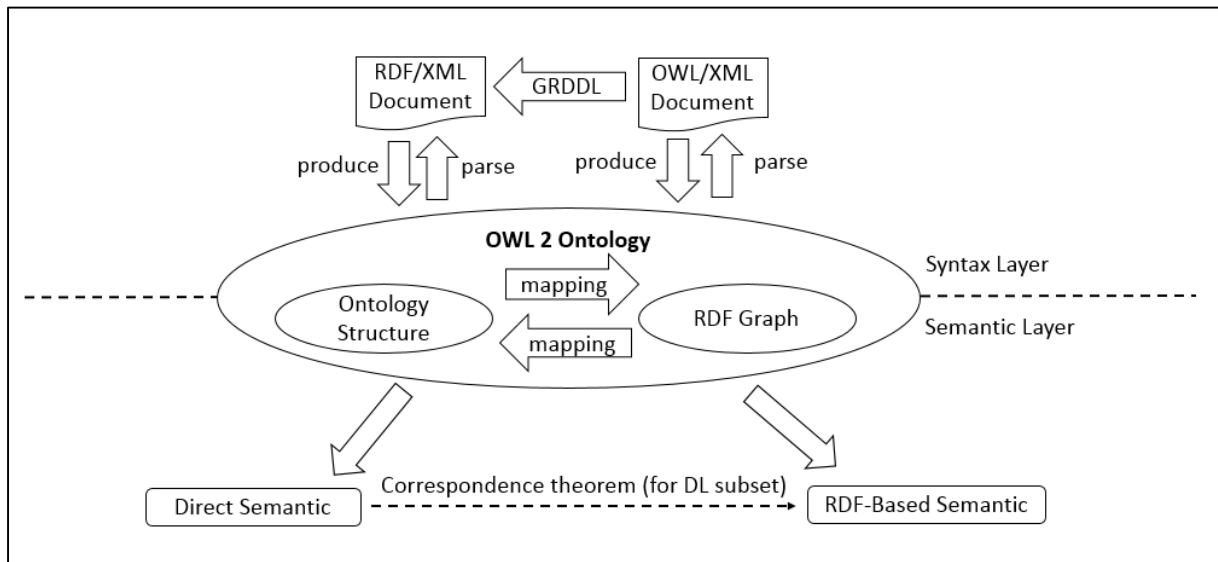 RDF/XML
Document
GRDDL
OWL/XML
Document
produce
parse
produce
parse
OWL 2 Ontology
mapping
Syntax Layer
Ontology
Structure
RDF Graph
mapping
Semantic Layer
Direct Semantic
Correspondence theorem (for DL subset)
RDF-Based Semantic